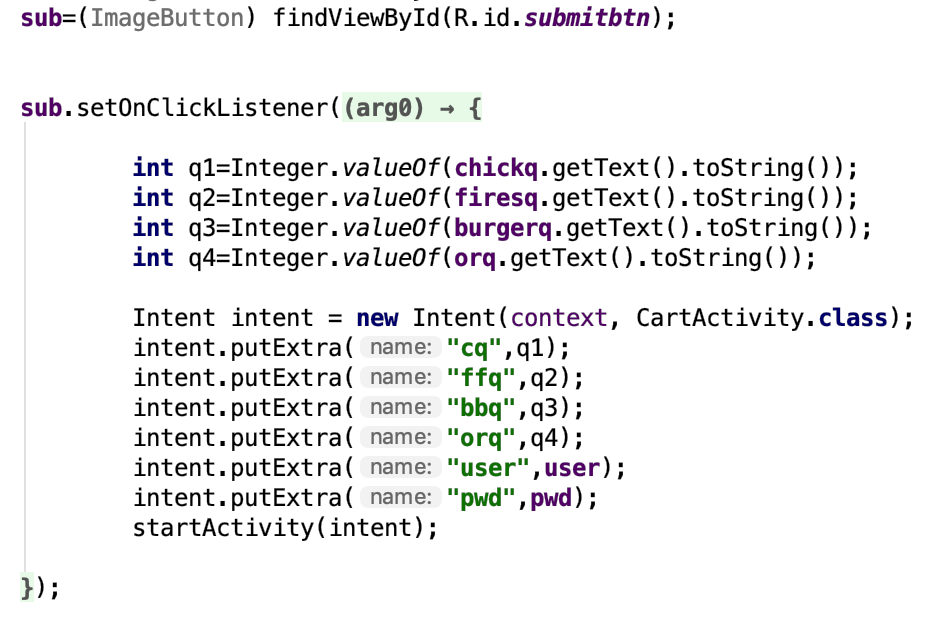 sub=(ImageButton) findViewById(R.id.submitbtn);
sub.setOnClickListener((arg0) → {
int q1=Integer.valueOf(chickq.getText().toString());
int q2=Integer.valueOf(firesq.getText().toString());
int q3=Integer.valueOf(burgerq.getText().toString());
int q4=Integer.valueOf(orq.getText().toString());
Intent intent = new Intent(context, CartActivity.class);
intent.putExtra( name: "cq",q1);
intent.putExtra( name: "ffq",q2);
intent.putExtra( name: "bbq",q3);
intent.putExtra( name: "orq",q4);
intent.putExtra( name: "user",user);
intent.putExtra( name: "pwd",pwd);
startActivity(intent);
});